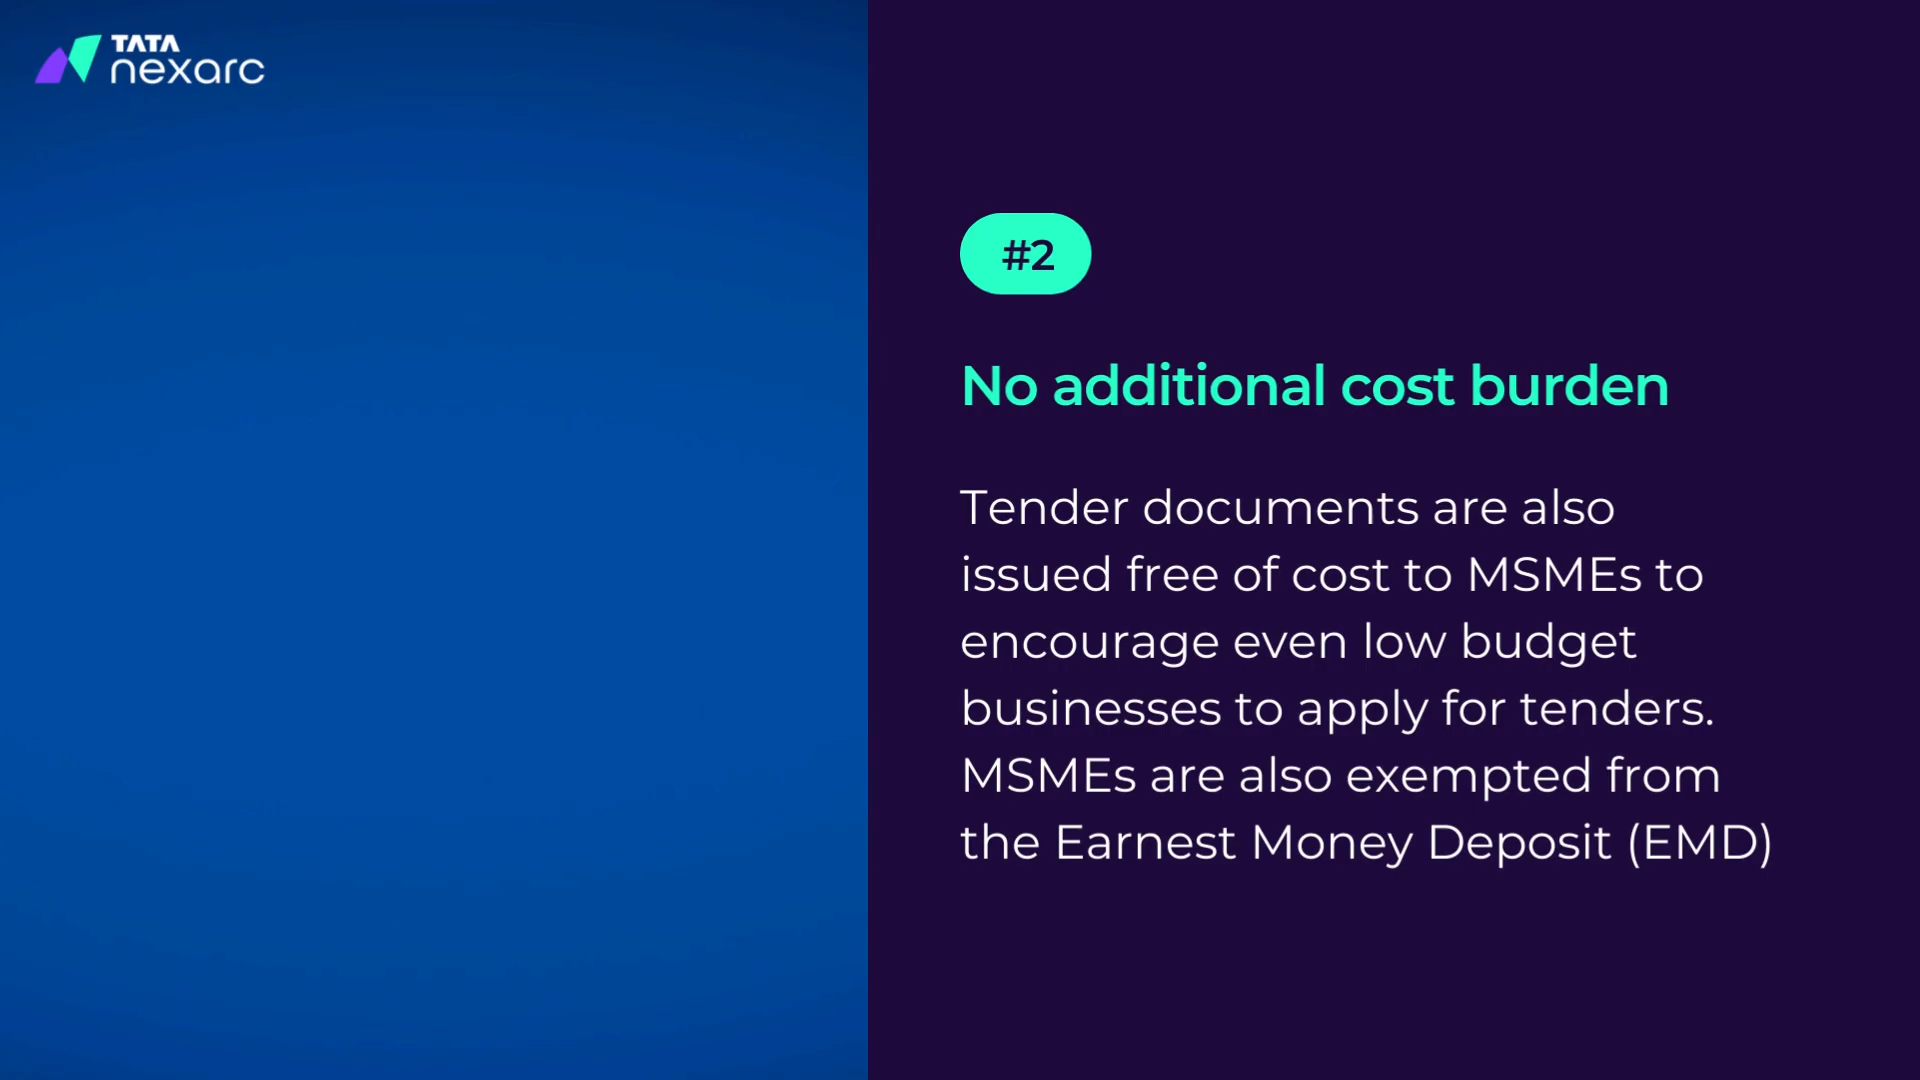 TATA
nexarc
#2
No additional cost burden
Tender documents are also
issued free of cost to MSMEs to
encourage even low budget
businesses to apply for tenders.
MSMEs are also exempted from
the Earnest Money Deposit (EMD)